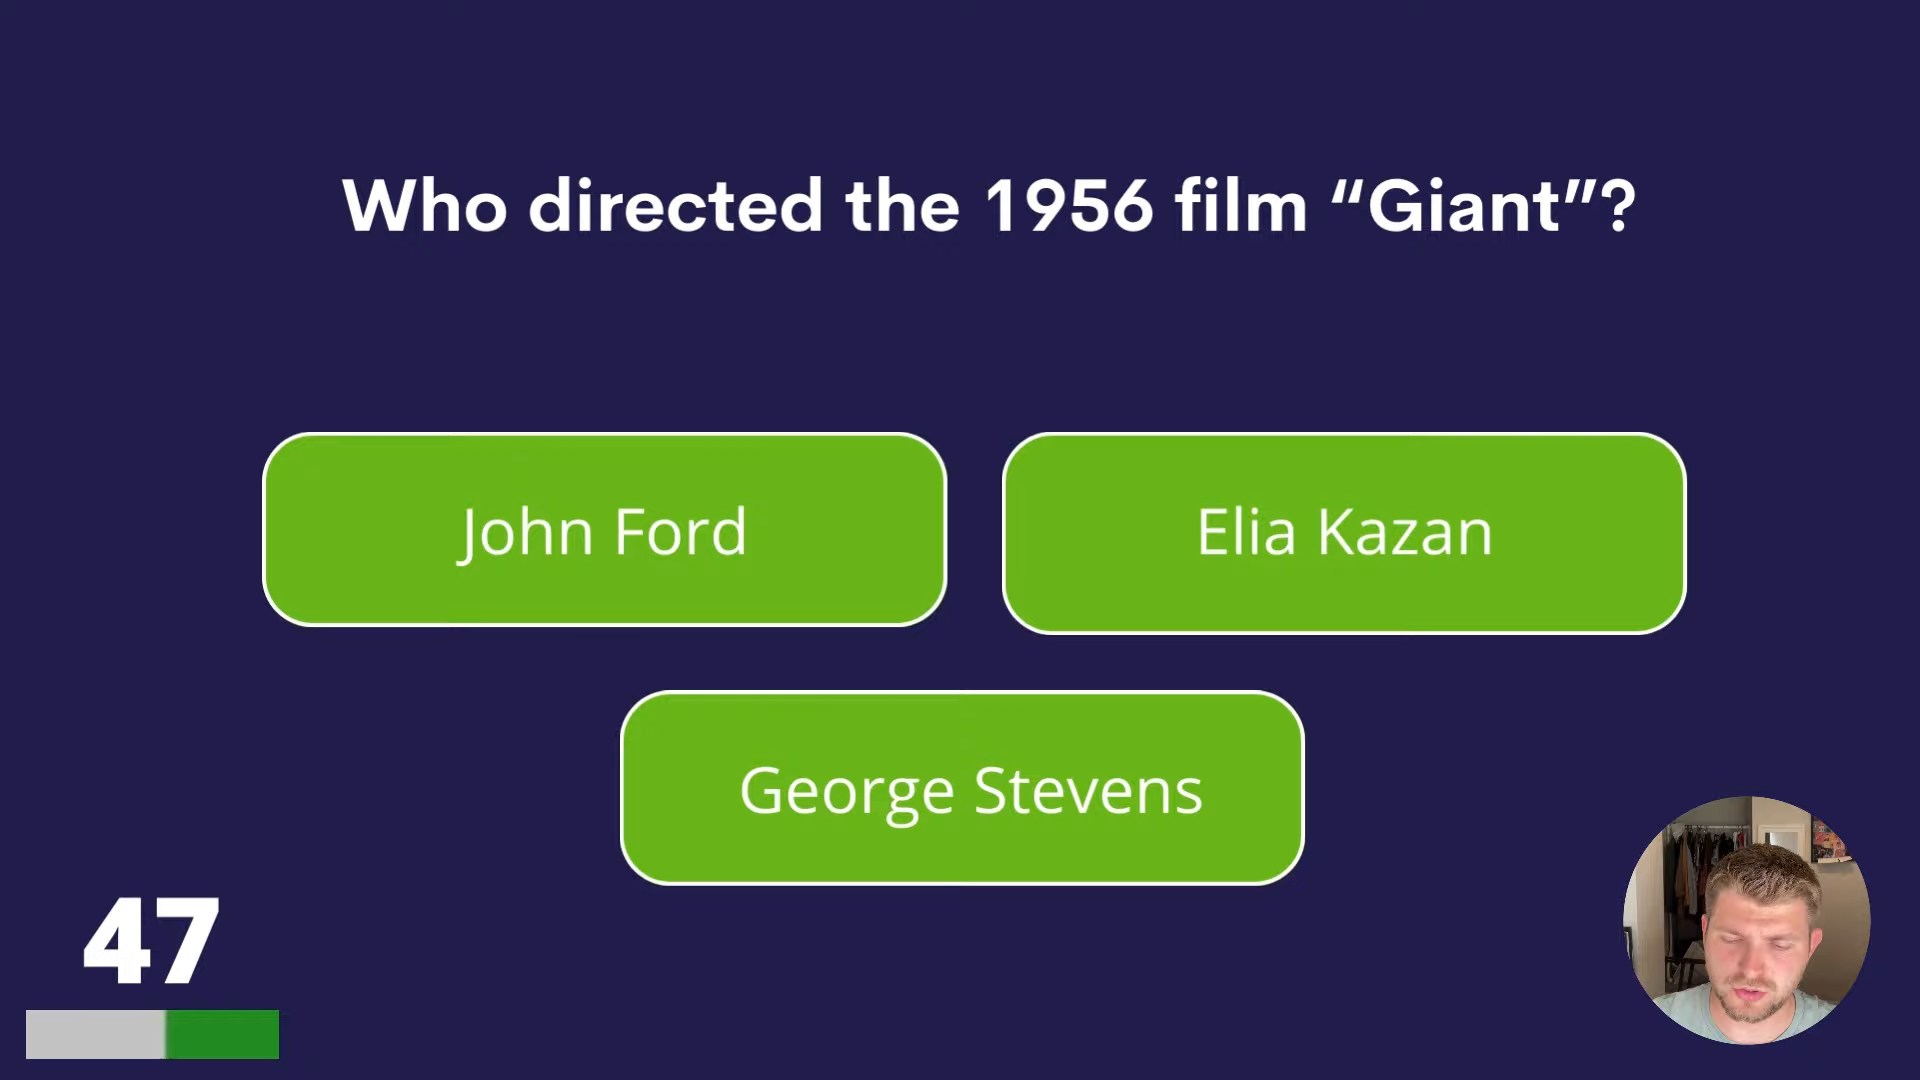 Who directed the 1956 film “Giant”?
John Ford
Elia Kazan
George Stevens
47